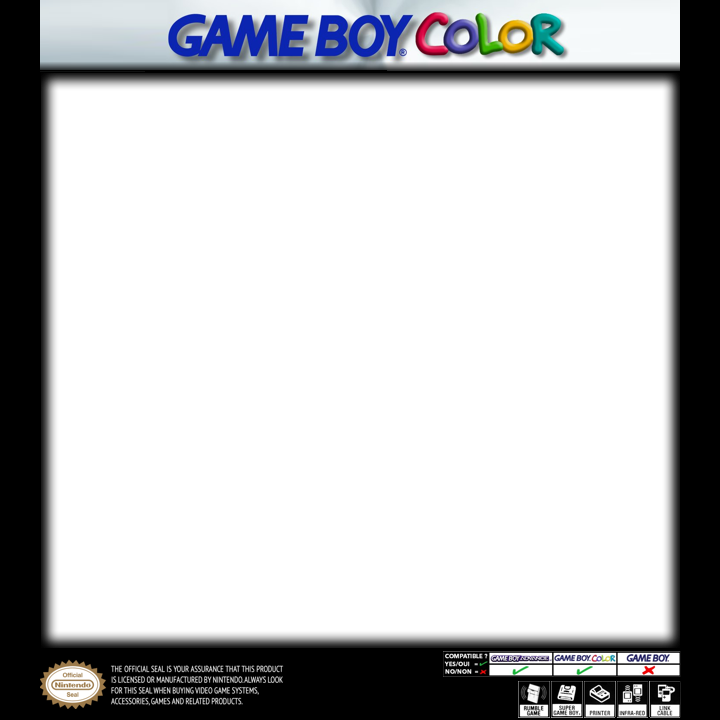 GAME BOY® COLOR
Official
Nintendo
Seal
THE OFFICIAL SEAL IS YOUR ASSURANCE THAT THIS PRODUCT
IS LICENSED OR MANUFACTURED BY NINTENDO.ALWAYS LOOK
FOR THIS SEAL WHEN BUYING VIDEO GAME SYSTEMS,
ACCESSORIES,GAMES AND RELATED PRODUCTS.
COMPATIBLE ? GAME BOY ADVANCE GAME BOY COLOR GAME BOY
YES/OUI =
NO/NON =
RUMBLE
GAME
SUPER
GAME BOY.
PRINTER
INFRA-RED
LINK
CABLE